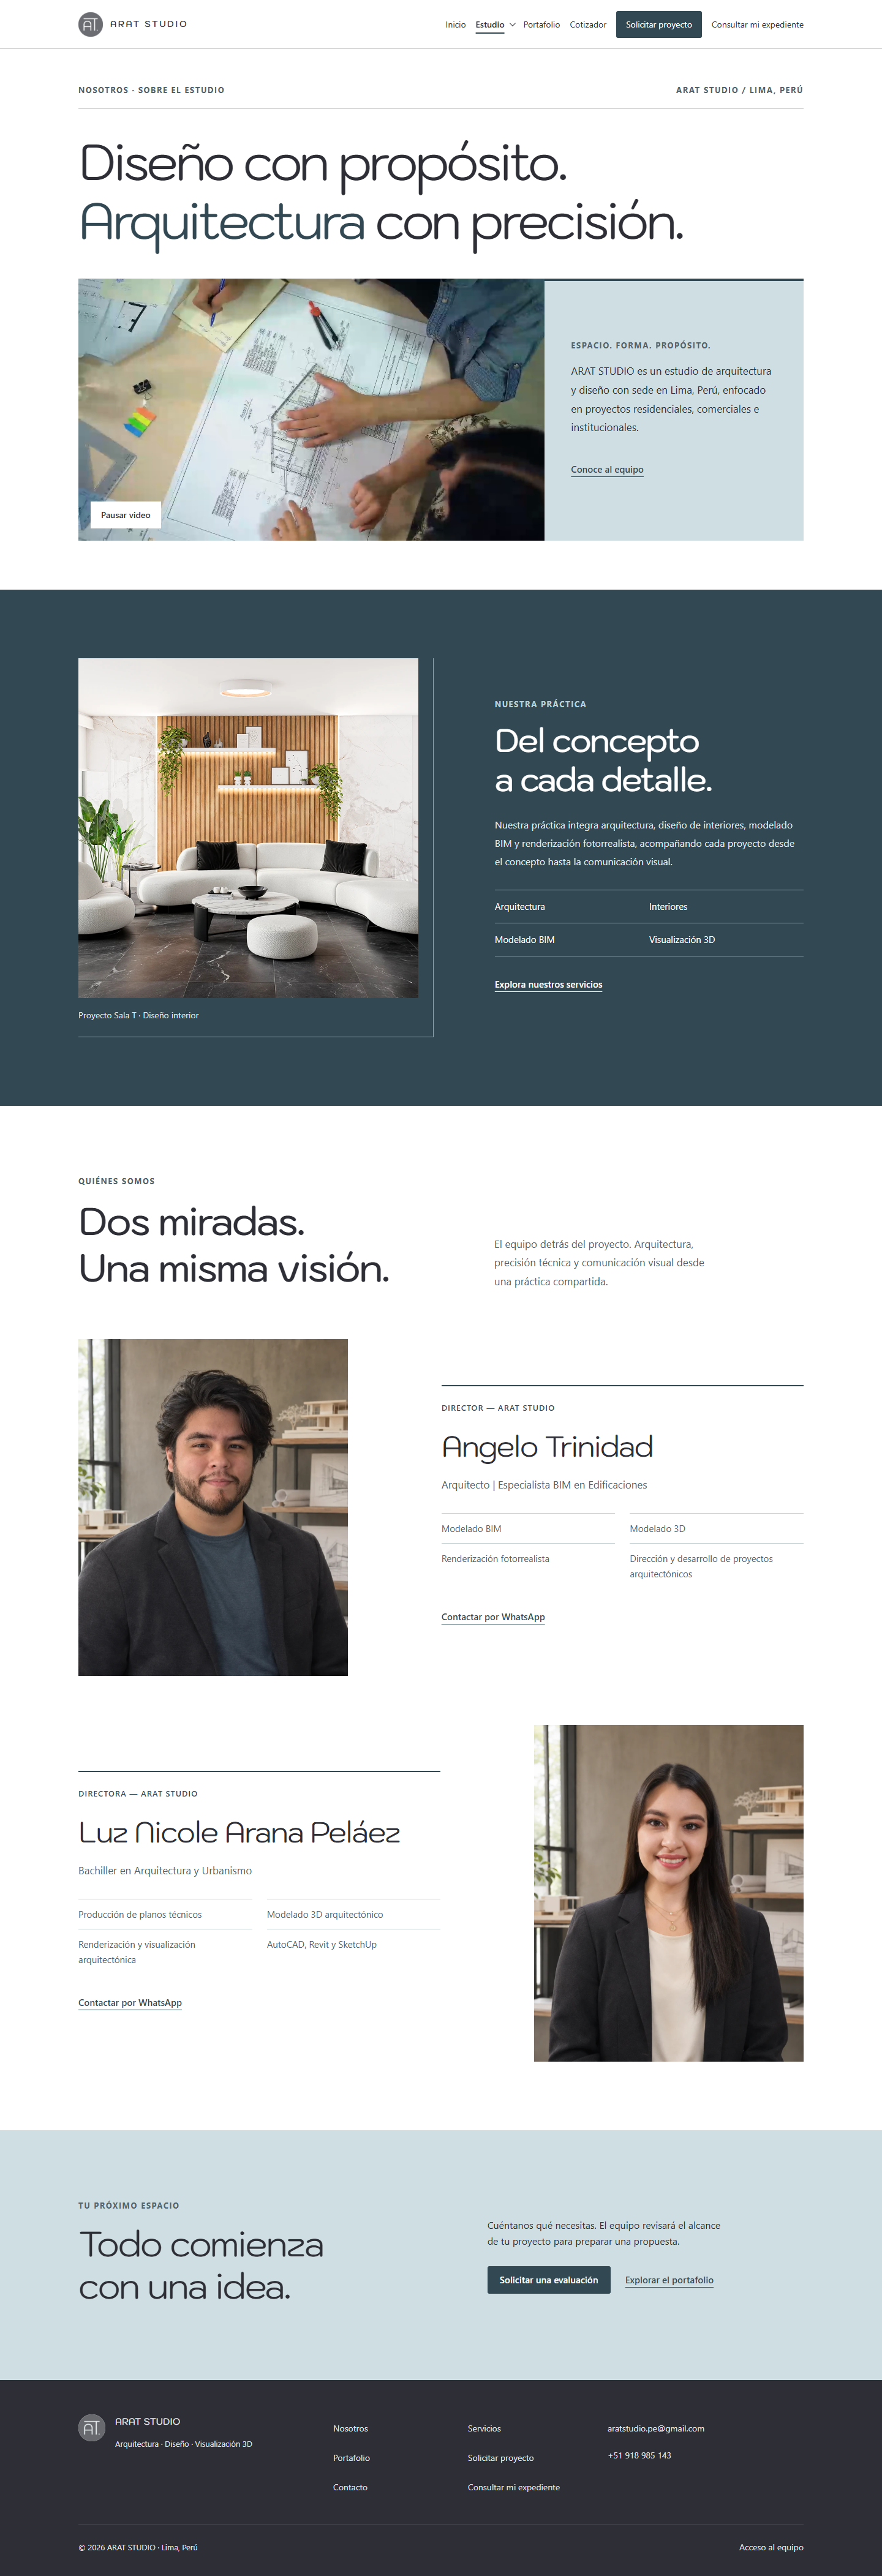 AT.
ARAT STUDIO
Inicio
Estudio
Portafolio
Cotizador
Solicitar proyecto
Consultar mi expediente
NOSOTROS · SOBRE EL ESTUDIO
ARAT STUDIO / LIMA, PERÚ
Diseño con propósito.
Arquitectura con precisión.
Pausar video
ESPACIO. FORMA. PROPÓSITO.
ARAT STUDIO es un estudio de arquitectura
y diseño con sede en Lima, Perú, enfocado
en proyectos residenciales, comerciales e
institucionales.
Conoce al equipo
Proyecto Sala T · Diseño interior
NUESTRA PRÁCTICA
Del concepto
a cada detalle.
Nuestra práctica integra arquitectura, diseño de interiores, modelado
BIM y renderización fotorrealista, acompañando cada proyecto desde
el concepto hasta la comunicación visual.
Arquitectura
Interiores
Modelado BIM
Visualización 3D
Explora nuestros servicios
QUIÉNES SOMOS
Dos miradas.
Una misma visión.
El equipo detrás del proyecto. Arquitectura,
precisión técnica y comunicación visual desde
una práctica compartida.
DIRECTOR — ARAT STUDIO
Angelo Trinidad
Arquitecto | Especialista BIM en Edificaciones
Modelado BIM
Modelado 3D
Renderización fotorrealista
Dirección y desarrollo de proyectos
arquitectónicos
Contactar por WhatsApp
DIRECTORA — ARAT STUDIO
Luz Nicole Arana Peláez
Bachiller en Arquitectura y Urbanismo
Producción de planos técnicos
Modelado 3D arquitectónico
Renderización y visualización
arquitectónica
AutoCAD, Revit y SketchUp
Contactar por WhatsApp
TU PRÓXIMO ESPACIO
Todo comienza
con una idea.
Cuéntanos qué necesitas. El equipo revisará el alcance
de tu proyecto para preparar una propuesta.
Solicitar una evaluación
Explorar el portafolio
AT.
ARAT STUDIO
Arquitectura · Diseño · Visualización 3D
Nosotros
Portafolio
Contacto
Servicios
Solicitar proyecto
Consultar mi expediente
aratstudio.pe@gmail.com
+51 918 985 143
© 2026 ARAT STUDIO · Lima, Perú
Acceso al equipo